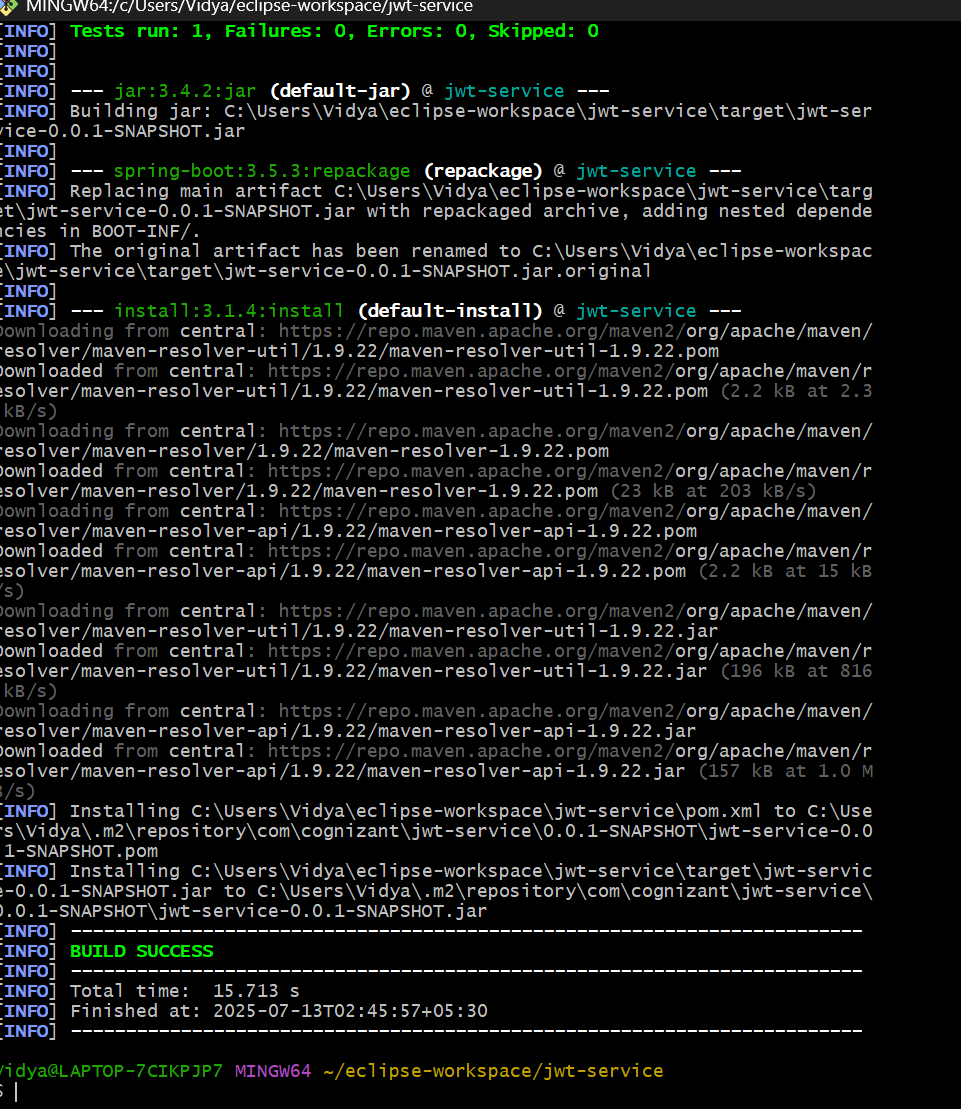 MINGW64:/c/Users/Vidya/eclipse-workspace/jwt-service
[INFO] Tests run: 1, Failures: 0, Errors: 0, Skipped: 0
[INFO]
[INFO]
[INFO] --- jar:3.4.2:jar (default-jar) @ jwt-service ---
[INFO] Building jar: C:\Users\Vidya\eclipse-workspace\jwt-service\target\jwt-ser
vice-0.0.1-SNAPSHOT.jar
[INFO]
[INFO] --- spring-boot:3.5.3:repackage (repackage) @ jwt-service ---
[INFO] Replacing main artifact C:\Users\Vidya\eclipse-workspace\jwt-service\targ
et\jwt-service-0.0.1-SNAPSHOT.jar with repackaged archive, adding nested depende
ncies in BOOT-INF/.
[INFO] The original artifact has been renamed to C:\Users\Vidya\eclipse-workspac
e\jwt-service\target\jwt-service-0.0.1-SNAPSHOT.jar.original
[INFO]
[INFO] --- install:3.1.4:install (default-install) @ jwt-service ---
Downloading from central: https://repo.maven.apache.org/maven2/org/apache/maven/
resolver/maven-resolver-util/1.9.22/maven-resolver-util-1.9.22.pom
Downloaded from central: https://repo.maven.apache.org/maven2/org/apache/maven/r
esolver/maven-resolver-util/1.9.22/maven-resolver-util-1.9.22.pom (2.2 kB at 2.3
kB/s)
Downloading from central: https://repo.maven.apache.org/maven2/org/apache/maven/
resolver/maven-resolver/1.9.22/maven-resolver-1.9.22.pom
Downloaded from central: https://repo.maven.apache.org/maven2/org/apache/maven/r
esolver/maven-resolver/1.9.22/maven-resolver-1.9.22.pom (23 kB at 203 kB/s)
Downloading from central: https://repo.maven.apache.org/maven2/org/apache/maven/
resolver/maven-resolver-api/1.9.22/maven-resolver-api-1.9.22.pom
Downloaded from central: https://repo.maven.apache.org/maven2/org/apache/maven/r
esolver/maven-resolver-api/1.9.22/maven-resolver-api-1.9.22.pom (2.2 kB at 15 kB
/s)
Downloading from central: https://repo.maven.apache.org/maven2/org/apache/maven/
resolver/maven-resolver-util/1.9.22/maven-resolver-util-1.9.22.jar
Downloaded from central: https://repo.maven.apache.org/maven2/org/apache/maven/r
esolver/maven-resolver-util/1.9.22/maven-resolver-util-1.9.22.jar (196 kB at 816
kB/s)
Downloading from central: https://repo.maven.apache.org/maven2/org/apache/maven/
resolver/maven-resolver-api/1.9.22/maven-resolver-api-1.9.22.jar
Downloaded from central: https://repo.maven.apache.org/maven2/org/apache/maven/r
esolver/maven-resolver-api/1.9.22/maven-resolver-api-1.9.22.jar (157 kB at 1.0 M
B/s)
[INFO] Installing C:\Users\Vidya\eclipse-workspace\jwt-service\pom.xml to C:\Use
rs\Vidya\.m2\repository\com\cognizant\jwt-service\0.0.1-SNAPSHOT\jwt-service-0.0
.1-SNAPSHOT.pom
[INFO] Installing C:\Users\Vidya\eclipse-workspace\jwt-service\target\jwt-servic
e-0.0.1-SNAPSHOT.jar to C:\Users\Vidya\.m2\repository\com\cognizant\jwt-service\
0.0.1-SNAPSHOT\jwt-service-0.0.1-SNAPSHOT.jar
[INFO] ------------------------------------------------------------------------
[INFO] BUILD SUCCESS
[INFO] ------------------------------------------------------------------------
[INFO] Total time:  15.713 s
[INFO] Finished at: 2025-07-13T02:45:57+05:30
[INFO] ------------------------------------------------------------------------
Vidya@LAPTOP-7CIKPJP7 MINGW64 ~/eclipse-workspace/jwt-service
$